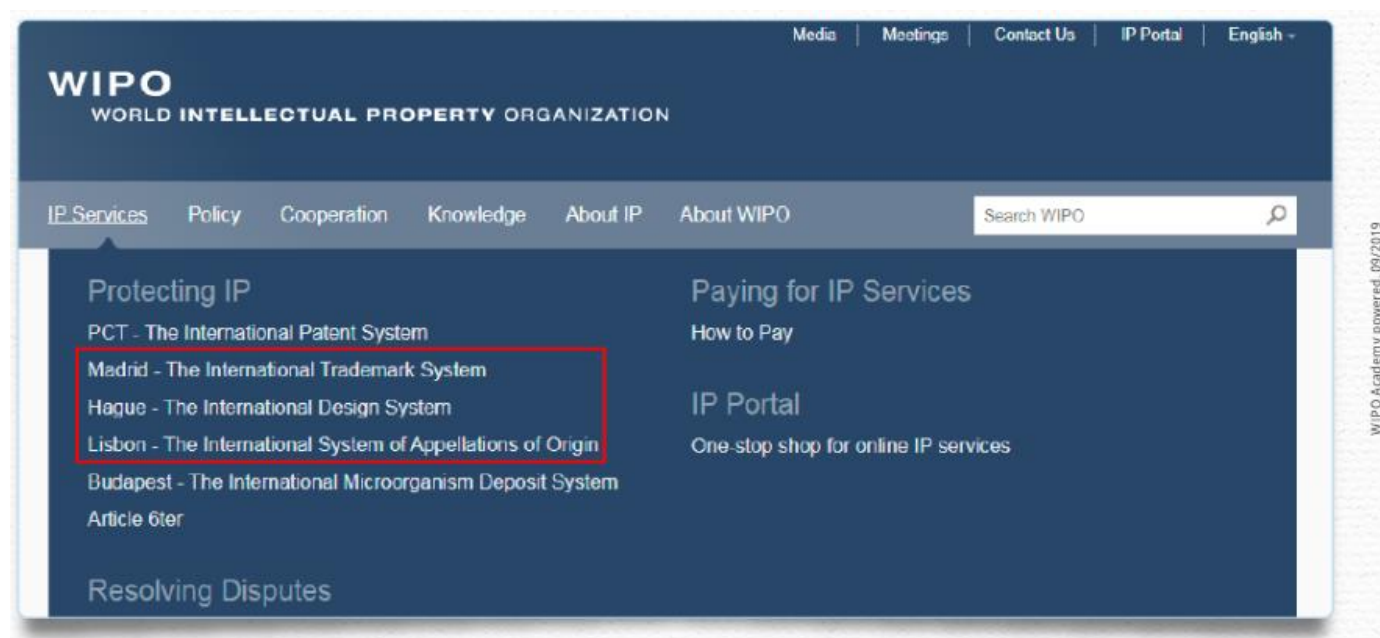 Media | Meetings | Contact Us | IP Portal | English
WIPO
WORLD INTELLECTUAL PROPERTY ORGANIZATION
IP Services Policy Cooperation Knowledge About IP About WIPO Search WIPO
Protecting IP
PCT - The International Patent System
Madrid - The International Trademark System
Hague - The International Design System
Lisbon - The International System of Appellations of Origin
Budapest - The International Microorganism Deposit System
Article 6ter
Resolving Disputes
Paying for IP Services
How to Pay
IP Portal
One-stop shop for online IP services
WIPO Academy powered 09/2019